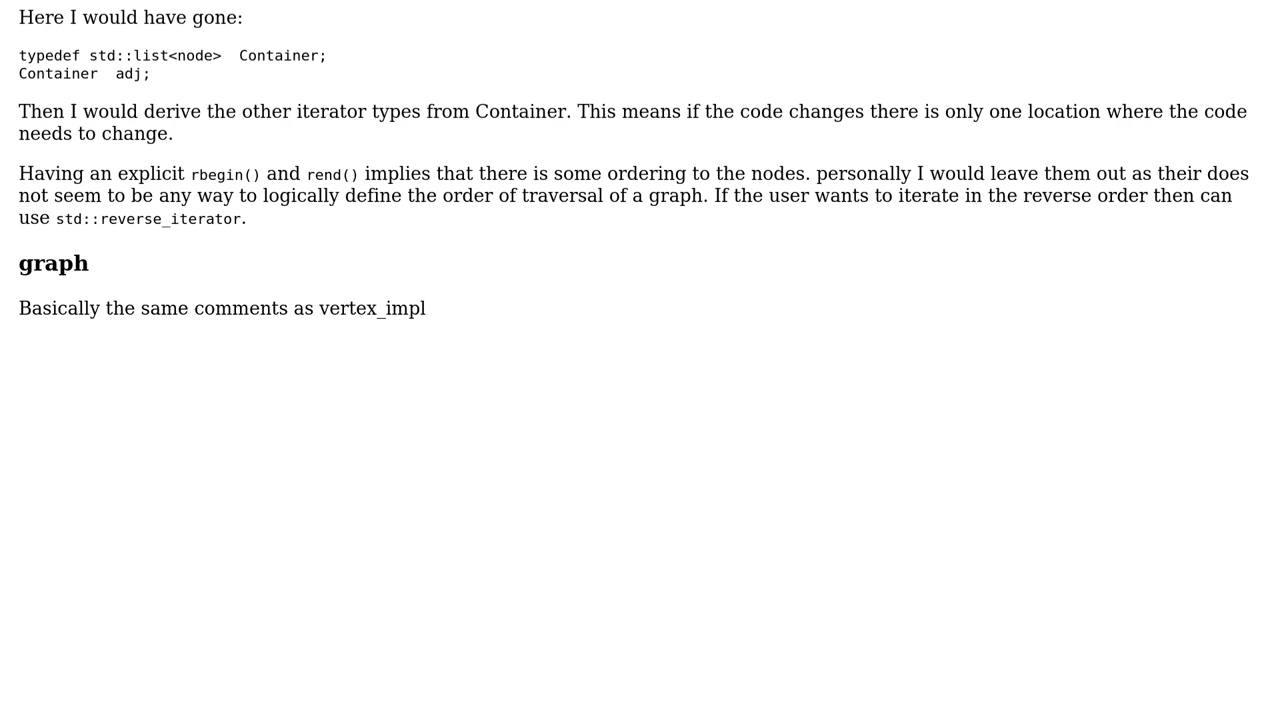 Here I would have gone:
typedef std::list<node>  Container;
Container  adj;
Then I would derive the other iterator types from Container. This means if the code changes there is only one location where the code
needs to change.
Having an explicit rbegin() and rend() implies that there is some ordering to the nodes. personally I would leave them out as their does
not seem to be any way to logically define the order of traversal of a graph. If the user wants to iterate in the reverse order then can
use std::reverse_iterator.
graph
Basically the same comments as vertex_impl